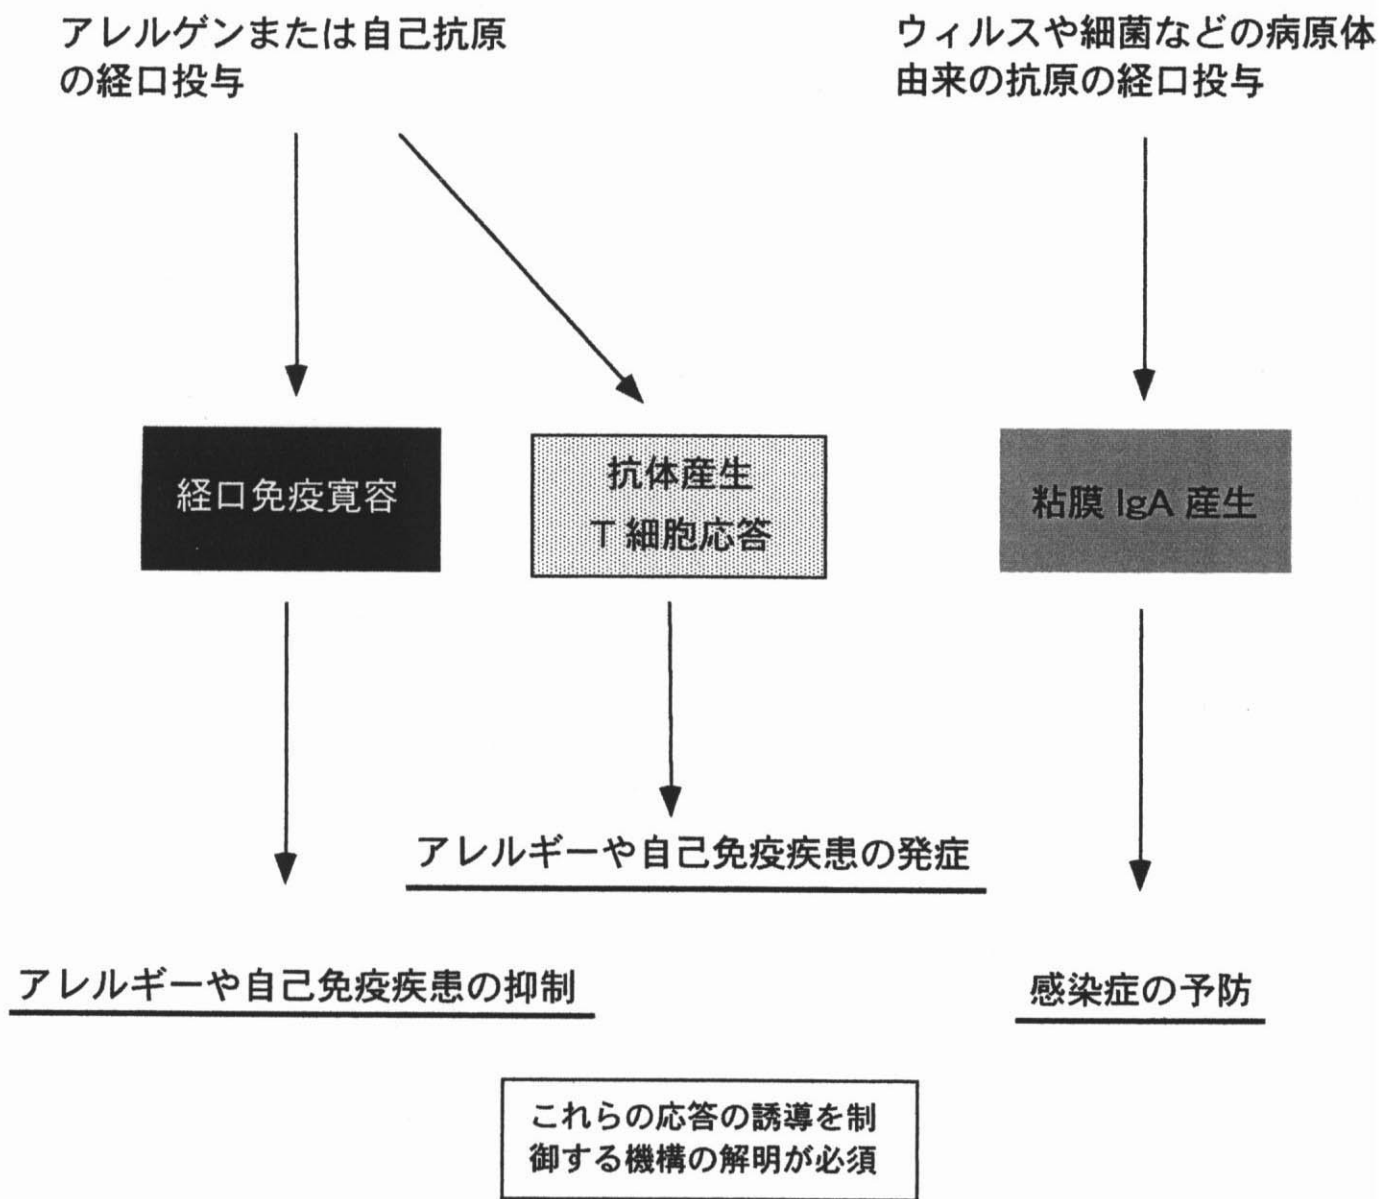 アレルゲンまたは自己抗原
の経口投与
ウィルスや細菌などの病原体
由来の抗原の経口投与
経口免疫寛容
抗体産生
T 細胞応答
粘膜 IgA 産生
アレルギーや自己免疫疾患の発症
アレルギーや自己免疫疾患の抑制
感染症の予防
これらの応答の誘導を制
御する機構の解明が必須